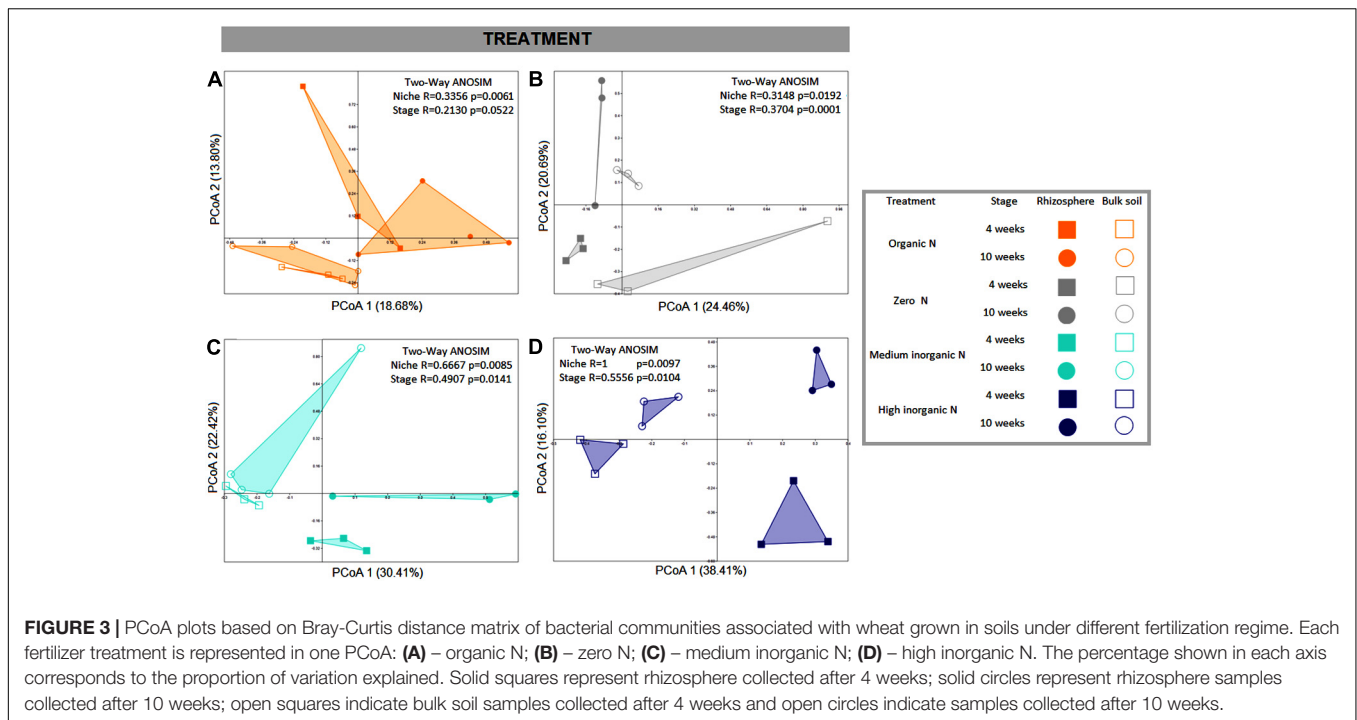 TREATMENT
A
Two-Way ANOSIM
Niche R=0.3356 p=0.0061
Stage R=0.2130 p=0.0522
PCoA 2 (13.80%)
PCoA 1 (18.68%)
B
Two-Way ANOSIM
Niche R=0.3148 p=0.0192
Stage R=0.3704 p=0.0001
PCoA 2 (20.69%)
PCoA 1 (24.46%)
C
Two-Way ANOSIM
Niche R=0.6667 p=0.0085
Stage R=0.4907 p=0.0141
PCoA 2 (22.42%)
PCoA 1 (30.41%)
D
Two-Way ANOSIM
Niche R=1 p=0.0097
Stage R=0.5556 p=0.0104
PCoA 2 (16.10%)
PCoA 1 (38.41%)
Treatment Stage Rhizosphere Bulk soil
Organic N
4 weeks
10 weeks
Zero N
4 weeks
10 weeks
Medium inorganic N
4 weeks
10 weeks
High inorganic N
4 weeks
10 weeks
FIGURE 3 | PCoA plots based on Bray-Curtis distance matrix of bacterial communities associated with wheat grown in soils under different fertilization regime. Each
fertilizer treatment is represented in one PCoA: (A) – organic N; (B) – zero N; (C) – medium inorganic N; (D) – high inorganic N. The percentage shown in each axis
corresponds to the proportion of variation explained. Solid squares represent rhizosphere collected after 4 weeks; solid circles represent rhizosphere samples
collected after 10 weeks; open squares indicate bulk soil samples collected after 4 weeks and open circles indicate samples collected after 10 weeks.